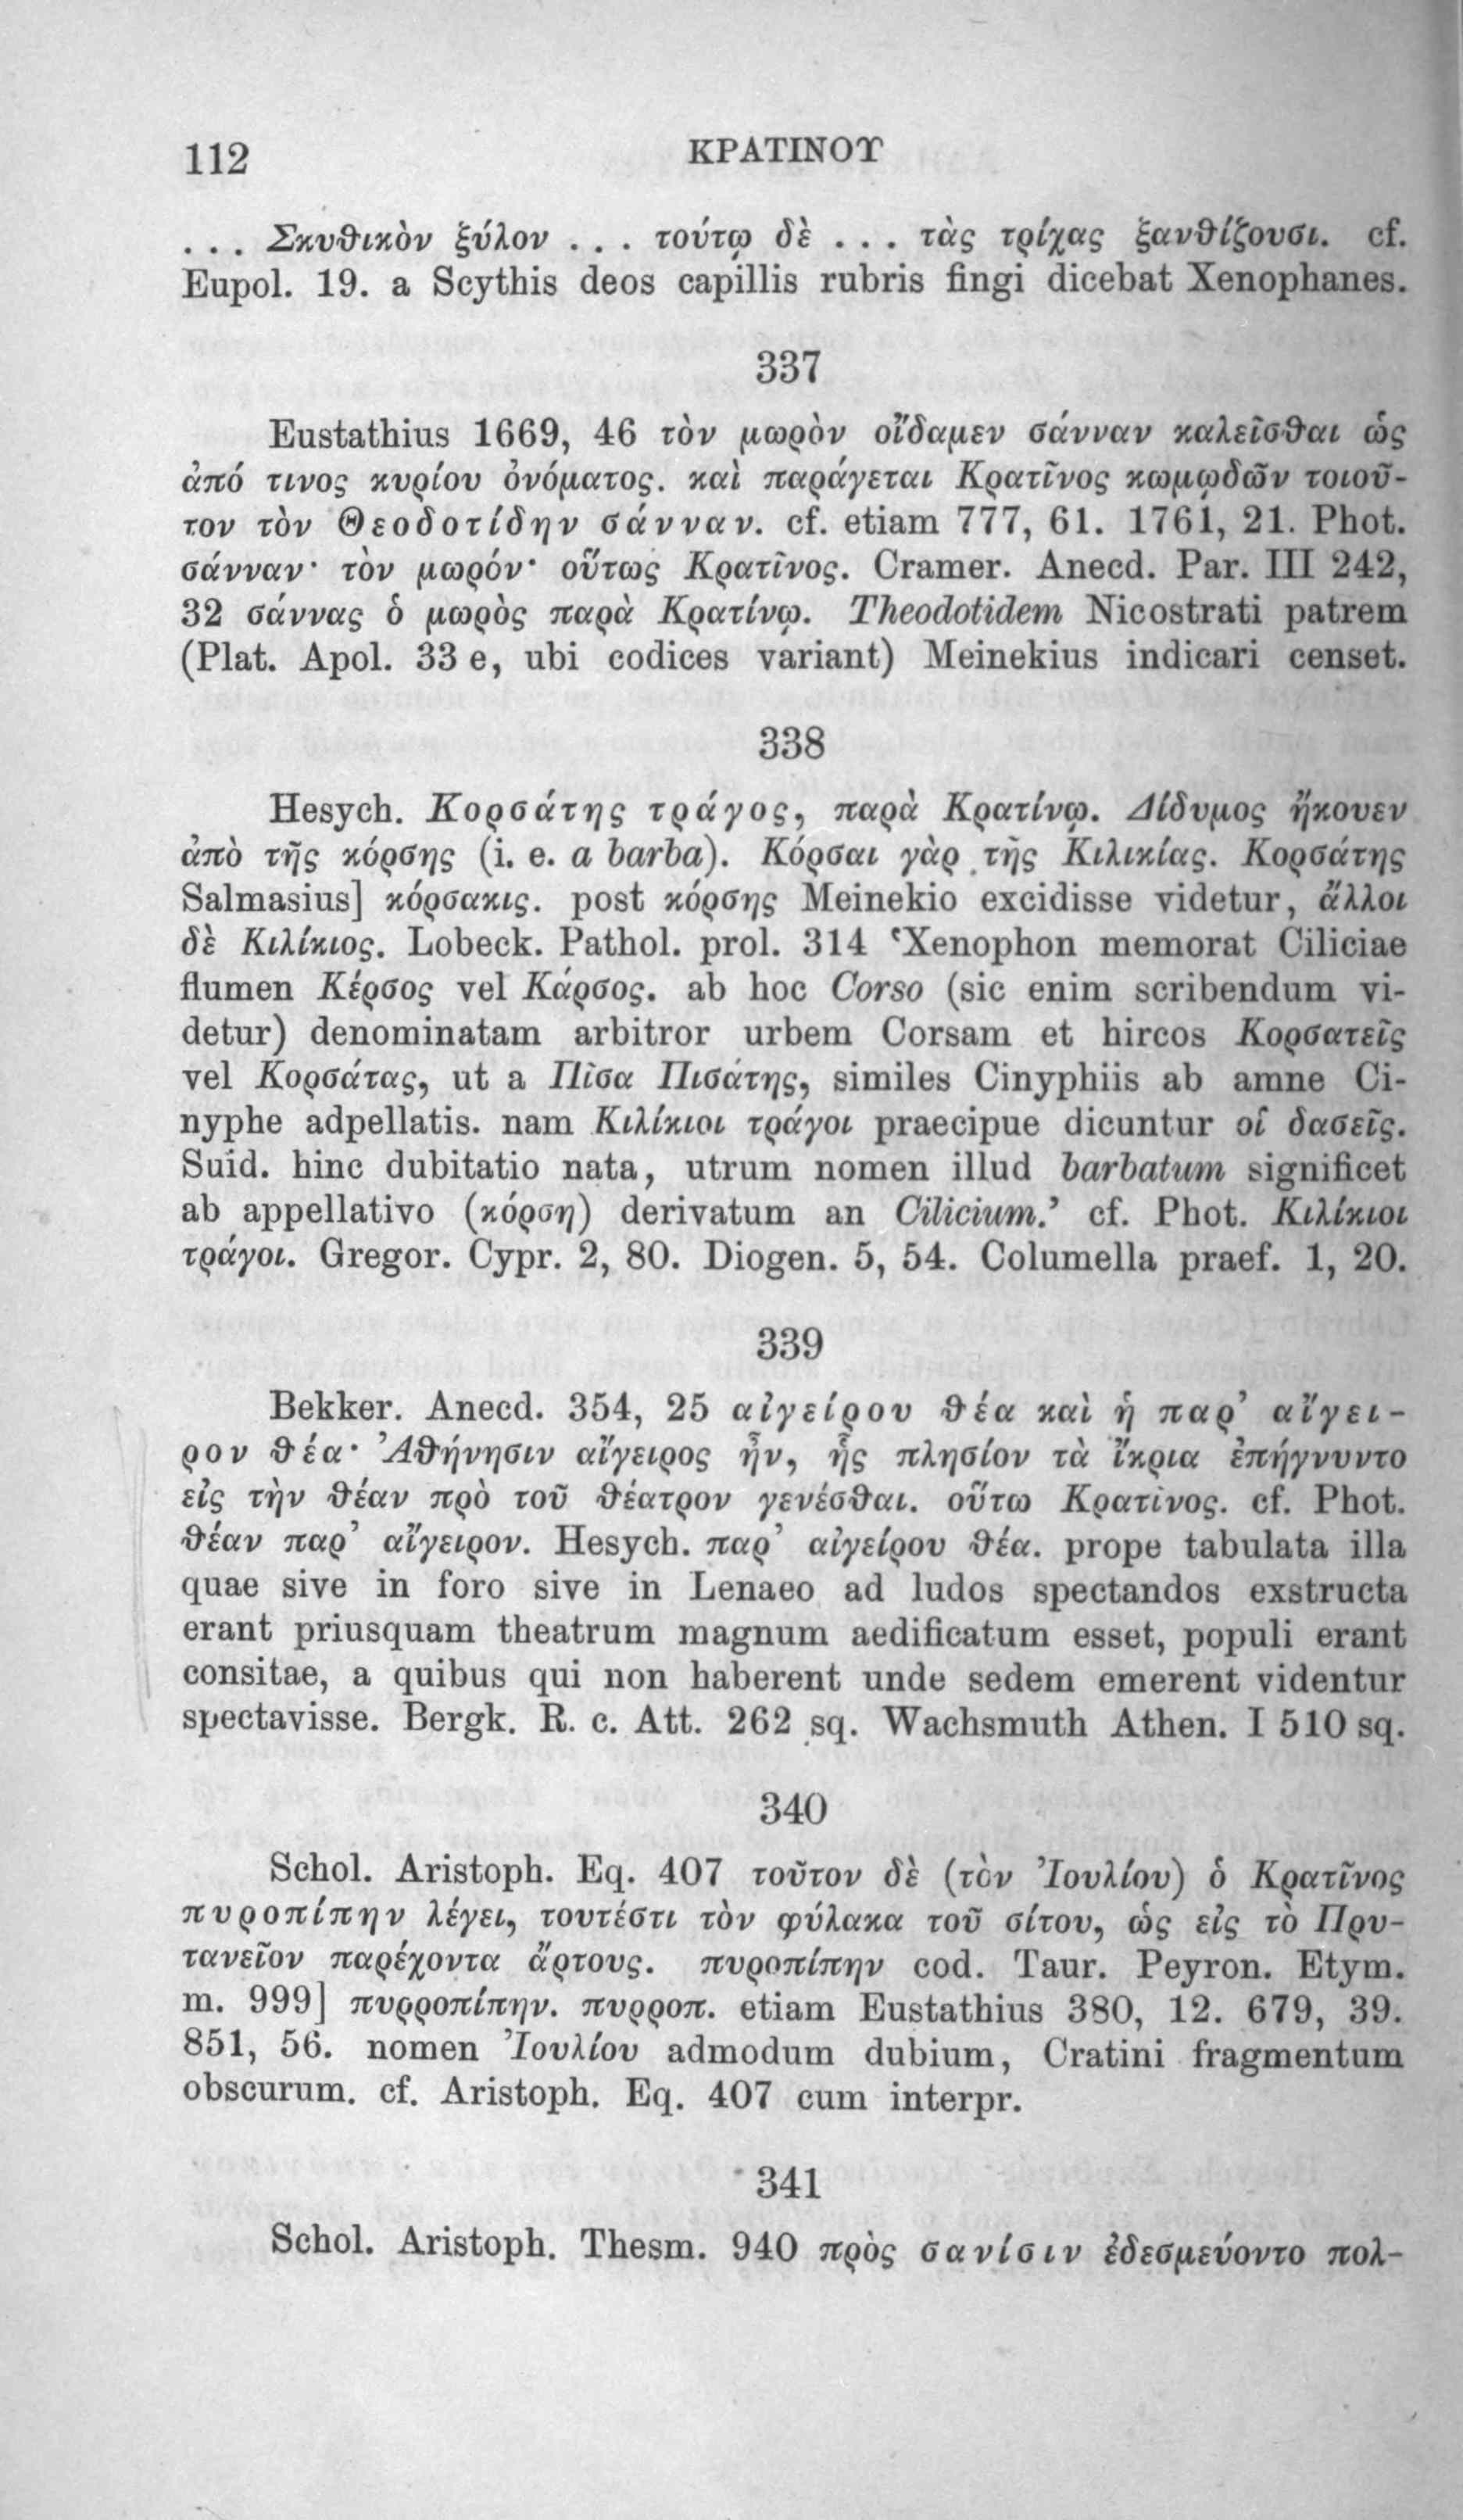 112 ΚΡΑΤΙΝΟΥ
. . . Σκυθικὸν ξύλον . . . τούτῳ δὲ . . . τὰς τρίχας ξανθίζουσι. cf.
Eupol. 19. a Scythis deos capillis rubris fingi dicebat Xenophanes.
337
Eustathius 1669, 46 τὸν μωρὸν οἴδαμεν σάνναν καλεῖσθαι ὡς
ἀπό τινος κυρίου ὀνόματος. καὶ παράγεται Κρατῖνος κωμῳδῶν τοιοῦ-
τον τὸν Θεοδοτίδην σάνναν. cf. etiam 777, 61. 1761, 21. Phot.
σάνναν· τὸν μωρόν· οὕτως Κρατῖνος. Cramer. Anecd. Par. III 242,
32 σάννας ὁ μωρὸς παρὰ Κρατίνῳ. Theodotidem Nicostrati patrem
(Plat. Apol. 33 e, ubi codices variant) Meinekius indicari censet.
338
Hesych. Κορσάτης τράγος, παρὰ Κρατίνῳ. Δίδυμος ἤκουεν
ἀπὸ τῆς κόρσης (i. e. a barba). Κόρσαι γὰρ τῆς Κιλικίας. Κορσάτης
Salmasius] κόρσακις. post κόρσης Meinekio excidisse videtur, ἄλλοι
δὲ Κιλίκιος. Lobeck. Pathol. prol. 314 ‘Xenophon memorat Ciliciae
flumen Κέρσος vel Κάρσος. ab hoc Corso (sic enim scribendum vi-
detur) denominatam arbitror urbem Corsam et hircos Κορσατεῖς
vel Κορσάτας, ut a Πῖσα Πισάτης, similes Cinyphiis ab amne Ci-
nyphe adpellatis. nam Κιλίκιοι τράγοι praecipue dicuntur οἱ δασεῖς.
Suid. hinc dubitatio nata, utrum nomen illud barbatum significet
ab appellativo (κόρση) derivatum an Cilicium.’ cf. Phot. Κιλίκιοι
τράγοι. Gregor. Cypr. 2, 80. Diogen. 5, 54. Columella praef. 1, 20.
339
Bekker. Anecd. 354, 25 αἰγείρου θέα καὶ ἡ παρ’ αἴγει-
ρον θέα· Ἀθήνησιν αἴγειρος ἦν, ἧς πλησίον τὰ ἴκρια ἐπήγνυντο
εἰς τὴν θέαν πρὸ τοῦ θέατρον γενέσθαι. οὕτω Κρατῖνος. cf. Phot.
θέαν παρ’ αἴγειρον. Hesych. παρ’ αἰγείρου θέα. prope tabulata illa
quae sive in foro sive in Lenaeo ad ludos spectandos exstructa
erant priusquam theatrum magnum aedificatum esset, populi erant
consitae, a quibus qui non haberent unde sedem emerent videntur
spectavisse. Bergk. R. c. Att. 262 sq. Wachsmuth Athen. I 510 sq.
340
Schol. Aristoph. Eq. 407 τοῦτον δὲ (τὸν Ἰουλίου) ὁ Κρατῖνος
πυροπίπην λέγει, τουτέστι τὸν φύλακα τοῦ σίτου, ὡς εἰς τὸ Πρυ-
τανεῖον παρέχοντα ἄρτους. πυροπίπην cod. Taur. Peyron. Etym.
m. 999] πυρροπίπην. πυρροπ. etiam Eustathius 380, 12. 679, 39.
851, 56. nomen Ἰουλίου admodum dubium, Cratini fragmentum
obscurum. cf. Aristoph. Eq. 407 cum interpr.
341
Schol. Aristoph. Thesm. 940 πρὸς σανίσιν ἐδεσμεύοντο πολ-